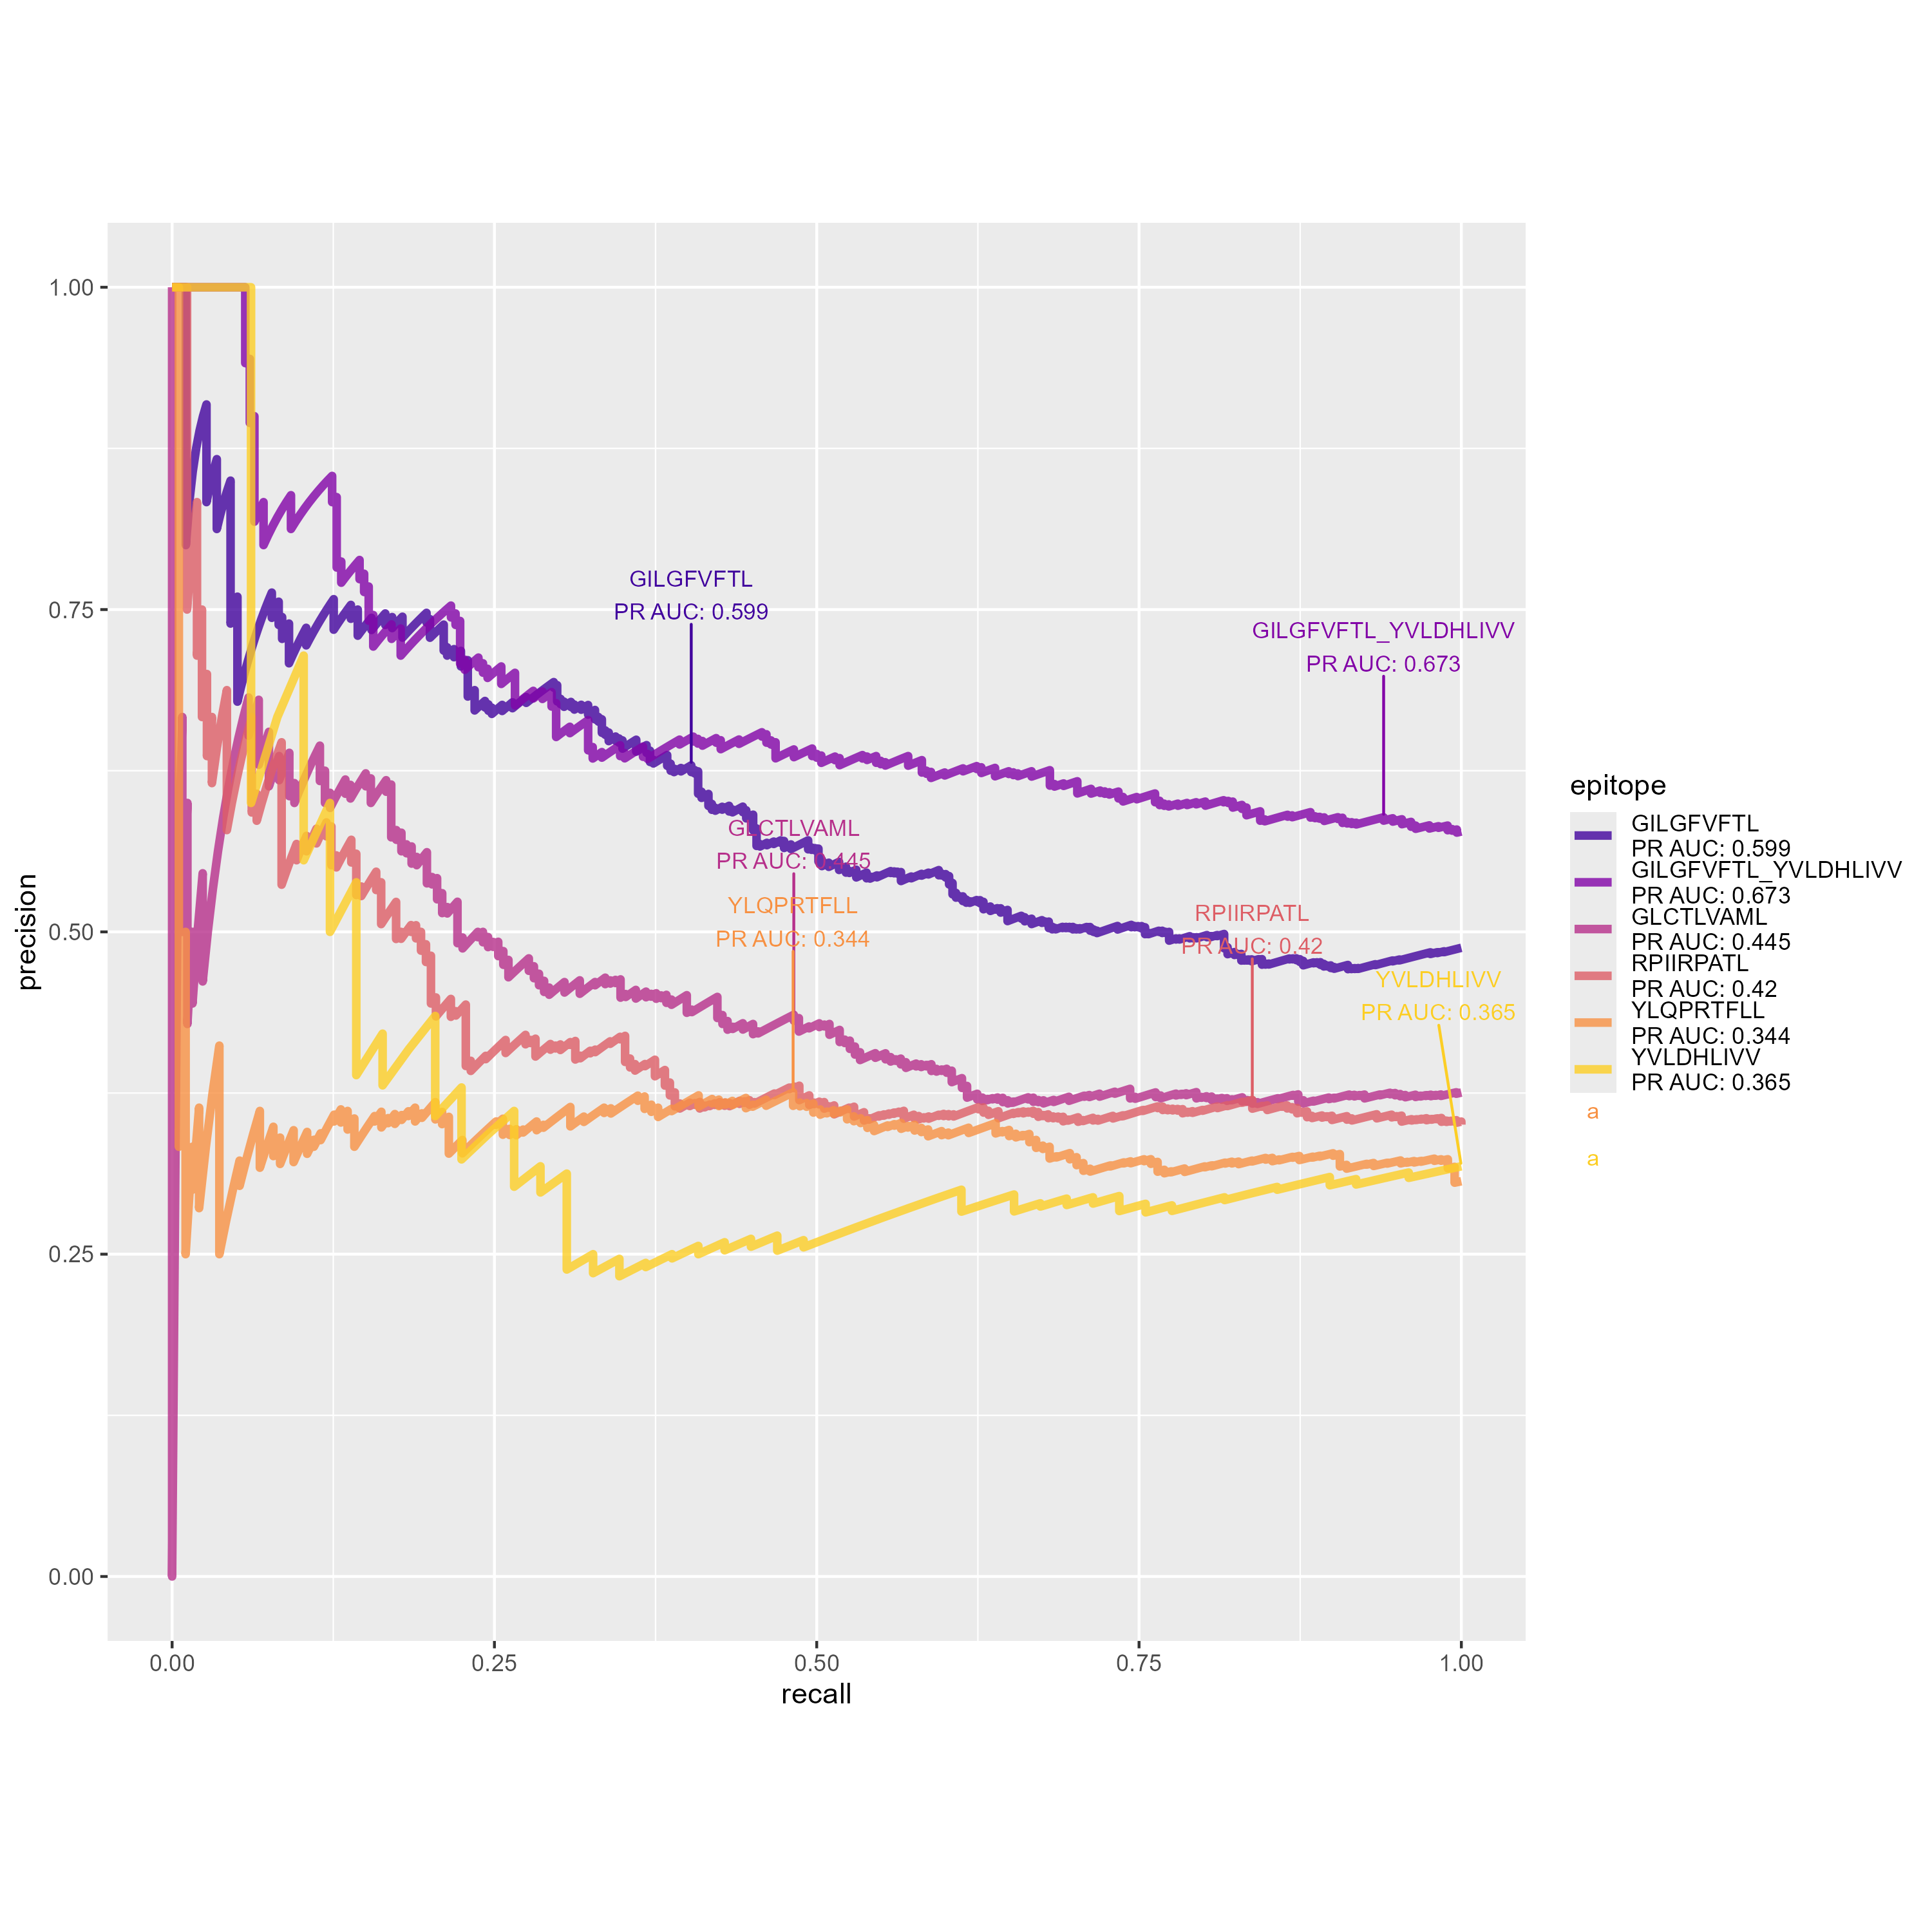 1.00
0.75
0.50
0.25
0.00
precision
GILGFVFTL
PR AUC: 0.599
GILGFVFTL_YVLDHLIVV
PR AUC: 0.673
GLCTLVAML
PR AUC: 0.445
YLQPRTFLL
PR AUC: 0.344
RPIIRPATL
PR AUC: 0.42
YVLDHLIVV
PR AUC: 0.365
0.00
0.25
0.50
0.75
1.00
recall
epitope
GILGFVFTL
PR AUC: 0.599
GILGFVFTL_YVLDHLIVV
PR AUC: 0.673
GLCTLVAML
PR AUC: 0.445
RPIIRPATL
PR AUC: 0.42
YLQPRTFLL
PR AUC: 0.344
YVLDHLIVV
PR AUC: 0.365
a
a